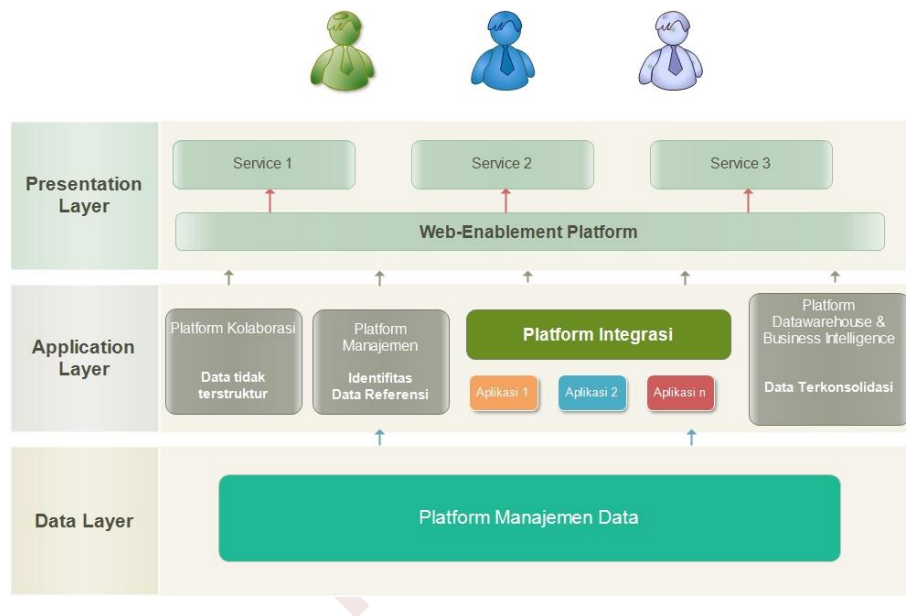 Presentation
Layer
Service 1
Service 2
Service 3
Web-Enablement Platform
Application
Layer
Platform Kolaborasi
Data tidak
terstruktur
Platform
Manajemen
Identifitas
Data Referensi
Platform Integrasi
Aplikasi 1
Aplikasi 2
Aplikasi n
Platform
Datawarehouse &
Business Intelligence
Data Terkonsolidasi
Data Layer
Platform Manajemen Data